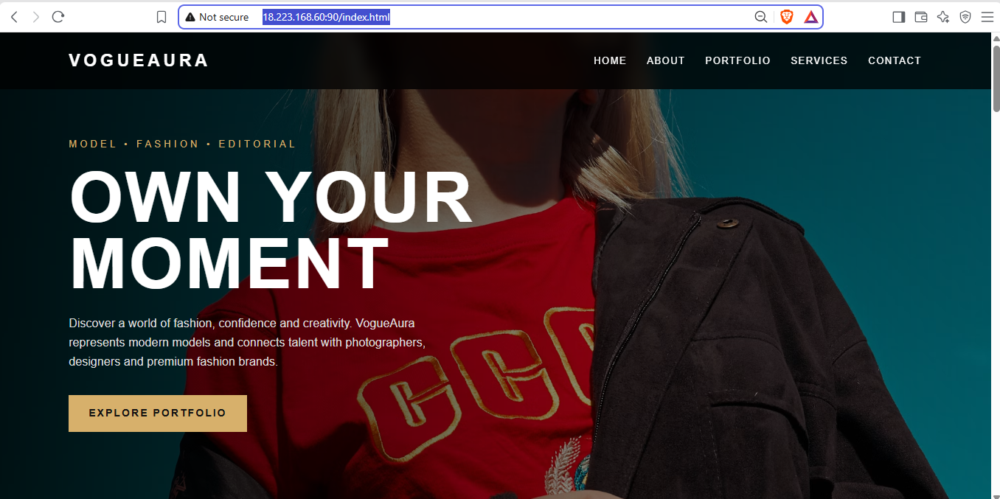 Not secure 18.223.168.60:90/index.html
VOGUEAURA
HOME ABOUT PORTFOLIO SERVICES CONTACT
MODEL • FASHION • EDITORIAL
OWN YOUR
MOMENT
Discover a world of fashion, confidence and creativity. VogueAura
represents modern models and connects talent with photographers,
designers and premium fashion brands.
EXPLORE PORTFOLIO